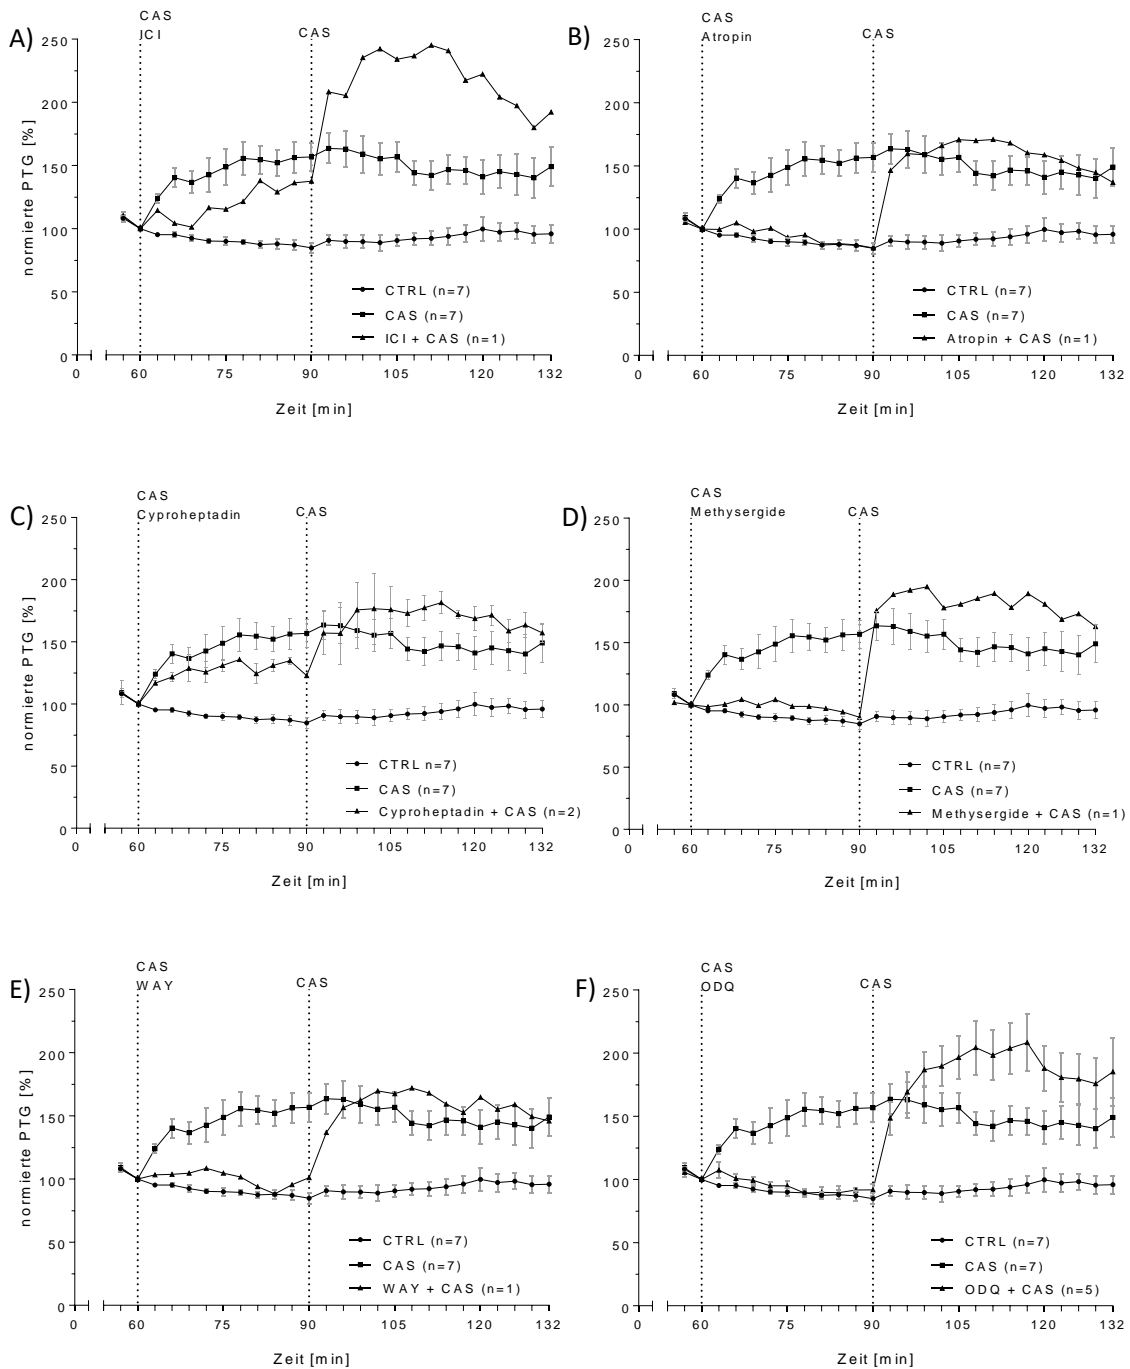 A)
CAS
ICI
CAS
250
200
150
100
50
0
normierte PTG [%]
CTRL (n=7)
CAS (n=7)
ICI + CAS (n=1)
0 60 75 90 105 120 132
Zeit [min]
B)
CAS
Atropin
CAS
250
200
150
100
50
0
CTRL (n=7)
CAS (n=7)
Atropin + CAS (n=1)
0 60 75 90 105 120 132
Zeit [min]
C)
CAS
Cyproheptadin
CAS
250
200
150
100
50
0
normierte PTG [%]
CTRL n=7)
CAS (n=7)
Cyproheptadin + CAS (n=2)
0 60 75 90 105 120 132
Zeit [min]
D)
CAS
Methysergide
CAS
250
200
150
100
50
0
CTRL (n=7)
CAS (n=7)
Methysergide + CAS (n=1)
0 60 75 90 105 120 132
Zeit [min]
E)
CAS
WAY
CAS
250
200
150
100
50
0
normierte PTG [%]
CTRL (n=7)
CAS (n=7)
WAY + CAS (n=1)
0 60 75 90 105 120 132
Zeit [min]
F)
CAS
ODQ
CAS
250
200
150
100
50
0
CTRL (n=7)
CAS (n=7)
ODQ + CAS (n=5)
0 60 75 90 105 120 132
Zeit [min]